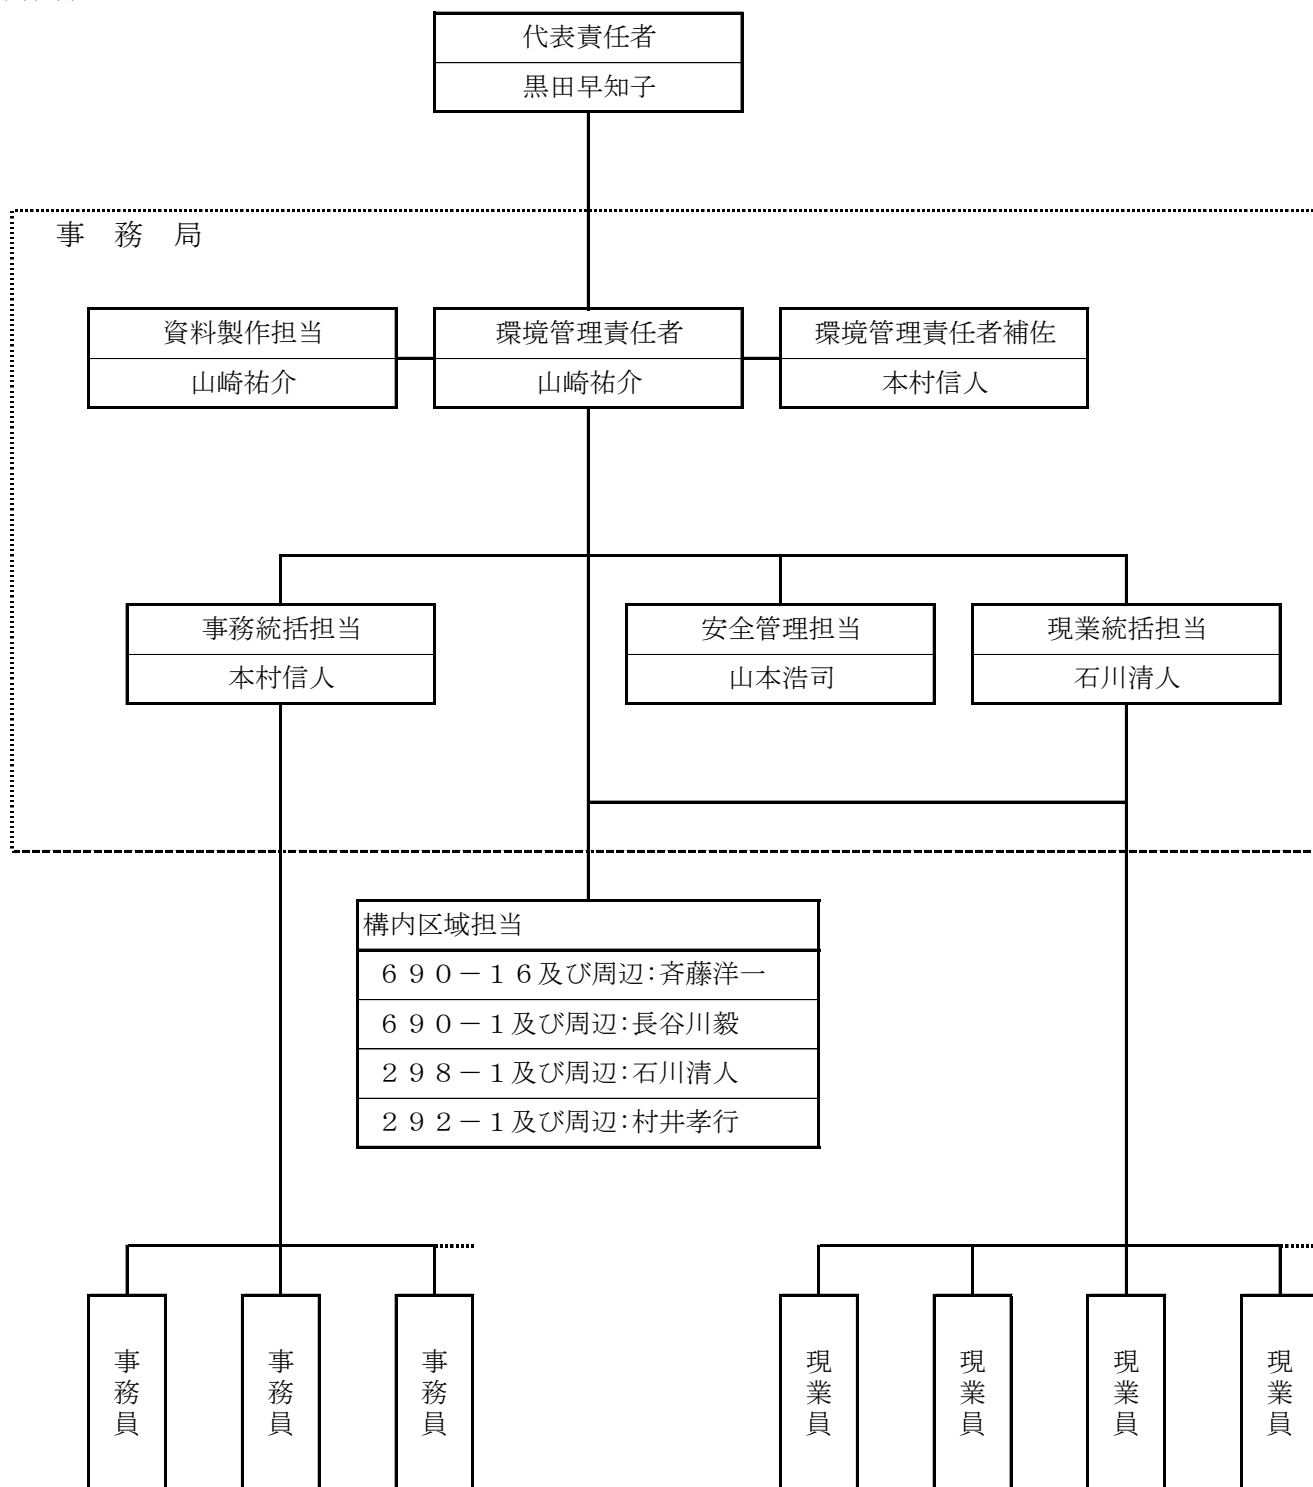 代表責任者
黒田早知子
事　務　局
資料製作担当
山崎祐介
環境管理責任者
山崎祐介
環境管理責任者補佐
本村信人
事務統括担当
本村信人
安全管理担当
山本浩司
現業統括担当
石川清人
構内区域担当
６９０－１６及び周辺：斉藤洋一
６９０－１及び周辺：長谷川毅
２９８－１及び周辺：石川清人
２９２－１及び周辺：村井孝行
事務員
事務員
事務員
現業員
現業員
現業員
現業員